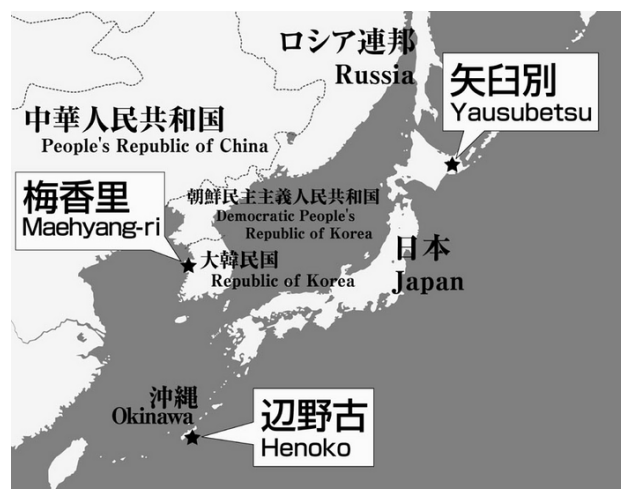 ロシア連邦
Russia
矢臼別
Yausubetsu
中華人民共和国
People's Republic of China
梅香里
Maehyang-ri
朝鮮民主主義人民共和国
Democratic People's
Republic of Korea
大韓民国
Republic of Korea
日本
Japan
沖縄
Okinawa
辺野古
Henoko